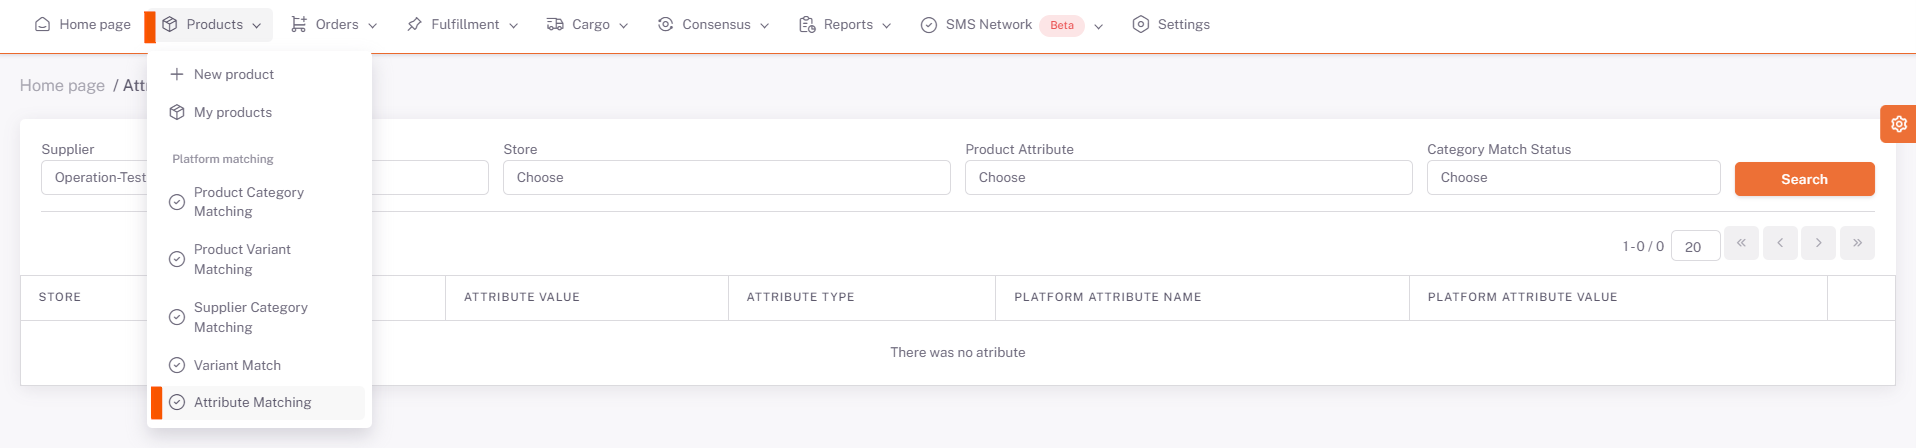 Home page Products Orders Fulfillment Cargo Consensus Reports SMS Network Beta Settings
New product
Home page / Att
My products
Platform matching
Supplier Store Product Attribute Category Match Status
Operation-Test Choose Choose Choose Search
Product Category
Matching
Product Variant
Matching
1 - 0 / 0 20 « ‹ › »
STORE ATTRIBUTE VALUE ATTRIBUTE TYPE PLATFORM ATTRIBUTE NAME PLATFORM ATTRIBUTE VALUE
Supplier Category
Matching
There was no atribute
Variant Match
Attribute Matching